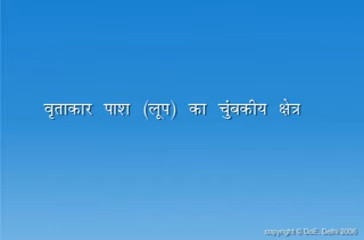 वृताकार पाश (लूप) का चुंबकीय क्षेत्र
copyright © DoE, Delhi 2006